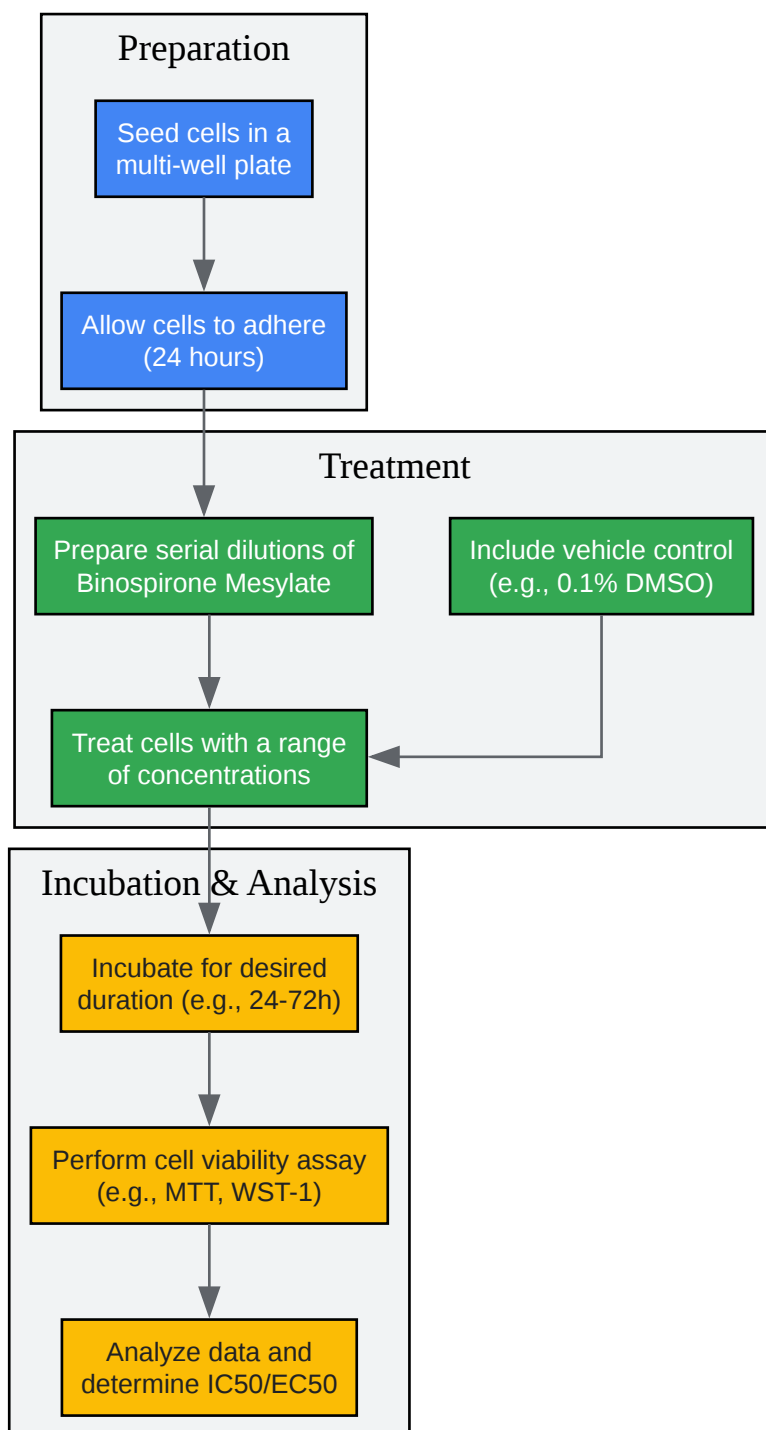 Preparation
Seed cells in a
multi-well plate
Allow cells to adhere
(24 hours)
Treatment
Prepare serial dilutions of
Binospirone Mesylate
Include vehicle control
(e.g., 0.1% DMSO)
Treat cells with a range
of concentrations
Incubation & Analysis
Incubate for desired
duration (e.g., 24-72h)
Perform cell viability assay
(e.g., MTT, WST-1)
Analyze data and
determine IC50/EC50